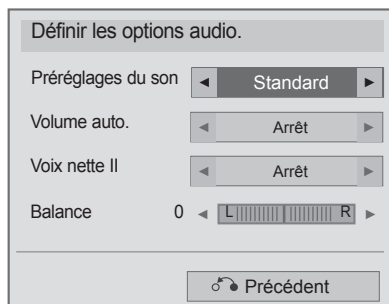 Définir les options audio.
Préréglages du son ◄ Standard ►
Volume auto. ◄ Arrêt ►
Voix nette II ◄ Arrêt ►
Balance 0 ◄ L R ►
Précédent